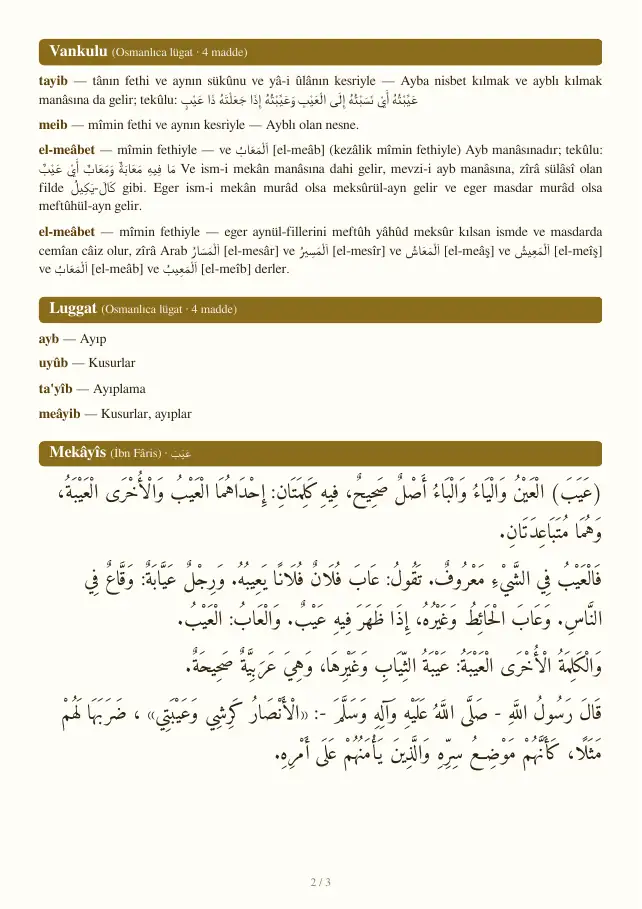 Vankulu (Osmanlıca lügat · 4 madde)
tayib — tânın fethi ve aynın sükûnu ve yâ-i ûlânın kesriyle — Ayba nisbet kılmak ve ayblı kılmak
manâsına da gelir; tekûlu: عَيَّبْتُهُ أَيْ نَسَبْتُهُ إِلَى الْعَيْبِ وَعَيَّبْتُهُ إِذَا جَعَلْتَهُ ذَا عَيْبٍ
meib — mîmin fethi ve aynın kesriyle — Ayblı olan nesne.
el-meâbet — mîmin fethiyle — ve اَلْمَعَابُ [el-meâb] (kezâlik mîmin fethiyle) Ayb manâsınadır; tekûlu:
مَا فِيهِ مَعَابَةٌ وَمَعَابٌ أَيْ عَيْبٌ Ve ism-i mekân manâsına dahi gelir, mevzi-i ayb manâsına, zîrâ sülâsî olan
filde كَالَ-يَكِيلُ gibi. Eger ism-i mekân murâd olsa meksûrül-ayn gelir ve eger masdar murâd olsa
meftûhül-ayn gelir.
el-meâbet — mîmin fethiyle — eger aynül-fillerini meftûh yâhûd meksûr kılsan ismde ve masdarda
cemîan câiz olur, zîrâ Arab اَلْمَسَارُ [el-mesâr] ve اَلْمَسِيرُ [el-mesîr] ve اَلْمَعَاشُ [el-meâş] ve اَلْمَعِيشُ [el-meîş]
ve اَلْمَعَابُ [el-meâb] ve اَلْمَعِيبُ [el-meîb] derler.
Luggat (Osmanlıca lügat · 4 madde)
ayb — Ayıp
uyûb — Kusurlar
ta'yîb — Ayıplama
meâyib — Kusurlar, ayıplar
Mekâyîs (İbn Fâris) · عَيَبَ
(عَيَبَ) الْعَيْنُ وَالْيَاءُ وَالْبَاءُ أَصْلٌ صَحِيحٌ، فِيهِ كَلِمَتَانِ: إِحْدَاهُمَا الْعَيْبُ وَالْأُخْرَى الْعَيْبَةُ،
وَهُمَا مُتَبَاعِدَتَانِ.
فَالْعَيْبُ فِي الشَّيْءِ مَعْرُوفٌ. تَقُولُ: عَابَ فُلَانٌ فُلَانًا يَعِيبُهُ. وَرِجْلٌ عَيَّابَةٌ: وَقَّاعٌ فِي
النَّاسِ. وَعَابَ الْحَائِطُ وَغَيْرُهُ، إِذَا ظَهَرَ فِيهِ عَيْبٌ. وَالْعَابُ: الْعَيْبُ.
وَالْكَلِمَةُ الْأُخْرَى الْعَيْبَةُ: عَيْبَةُ الثِّيَابِ وَغَيْرِهَا، وَهِيَ عَرَبِيَّةٌ صَحِيحَةٌ.
قَالَ رَسُولُ اللَّهِ - صَلَّى اللَّهُ عَلَيْهِ وَآلِهِ وَسَلَّمَ -: «الْأَنْصَارُ كَرِشِي وَعَيْبَتِي» ، ضَرَبَهَا لَهُمْ
مَثَلًا، كَأَنَّهُمْ مَوْضِعُ سِرِّهِ وَالَّذِينَ يَأْمَنُهُمْ عَلَى أَمْرِهِ.
2 / 3